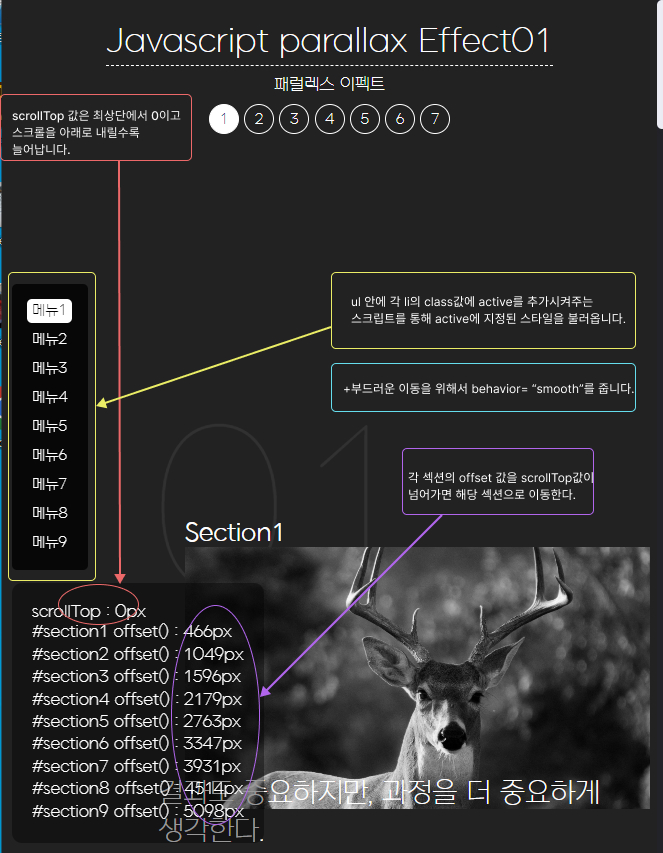 Javascript parallax Effect01
패럴렉스 이펙트
1 2 3 4 5 6 7
scrollTop 값은 최상단에서 0이고
스크롤을 아래로 내릴수록
늘어납니다.
메뉴1
메뉴2
메뉴3
메뉴4
메뉴5
메뉴6
메뉴7
메뉴8
메뉴9
ul 안에 각 li의 class값에 active를 추가시켜주는
스크립트를 통해 active에 지정된 스타일을 불러옵니다.
+부드러운 이동을 위해서 behavior= “smooth”를 줍니다.
01
각 섹션의 offset 값을 scrollTop값이
넘어가면 해당 섹션으로 이동한다.
Section1
scrollTop : 0px
#section1 offset() : 466px
#section2 offset() : 1049px
#section3 offset() : 1596px
#section4 offset() : 2179px
#section5 offset() : 2763px
#section6 offset() : 3347px
#section7 offset() : 3931px
#section8 offset() : 4514px
#section9 offset() : 5098px
중요하지만, 과정을 더 중요하게
생각한다.